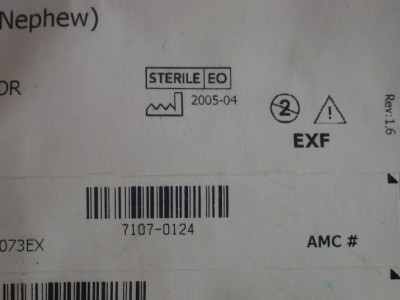 Nephew)
STERILE EO
OR
2005-04
2
!
Rev:1.6
EXF
7107-0124
073EX
AMC #